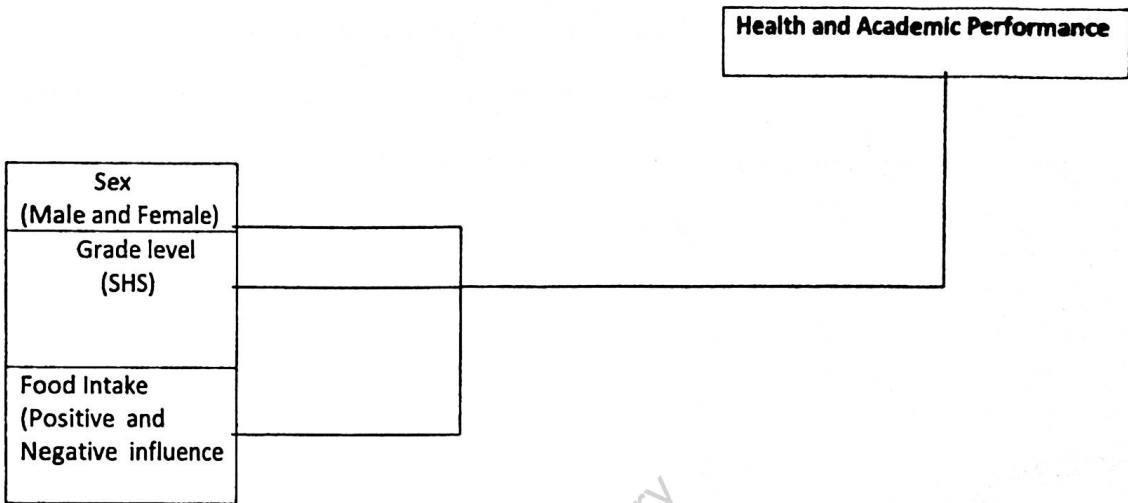 Health and Academic Performance
Sex
(Male and Female)
Grade level
(SHS)
Food Intake
(Positive and
Negative influence